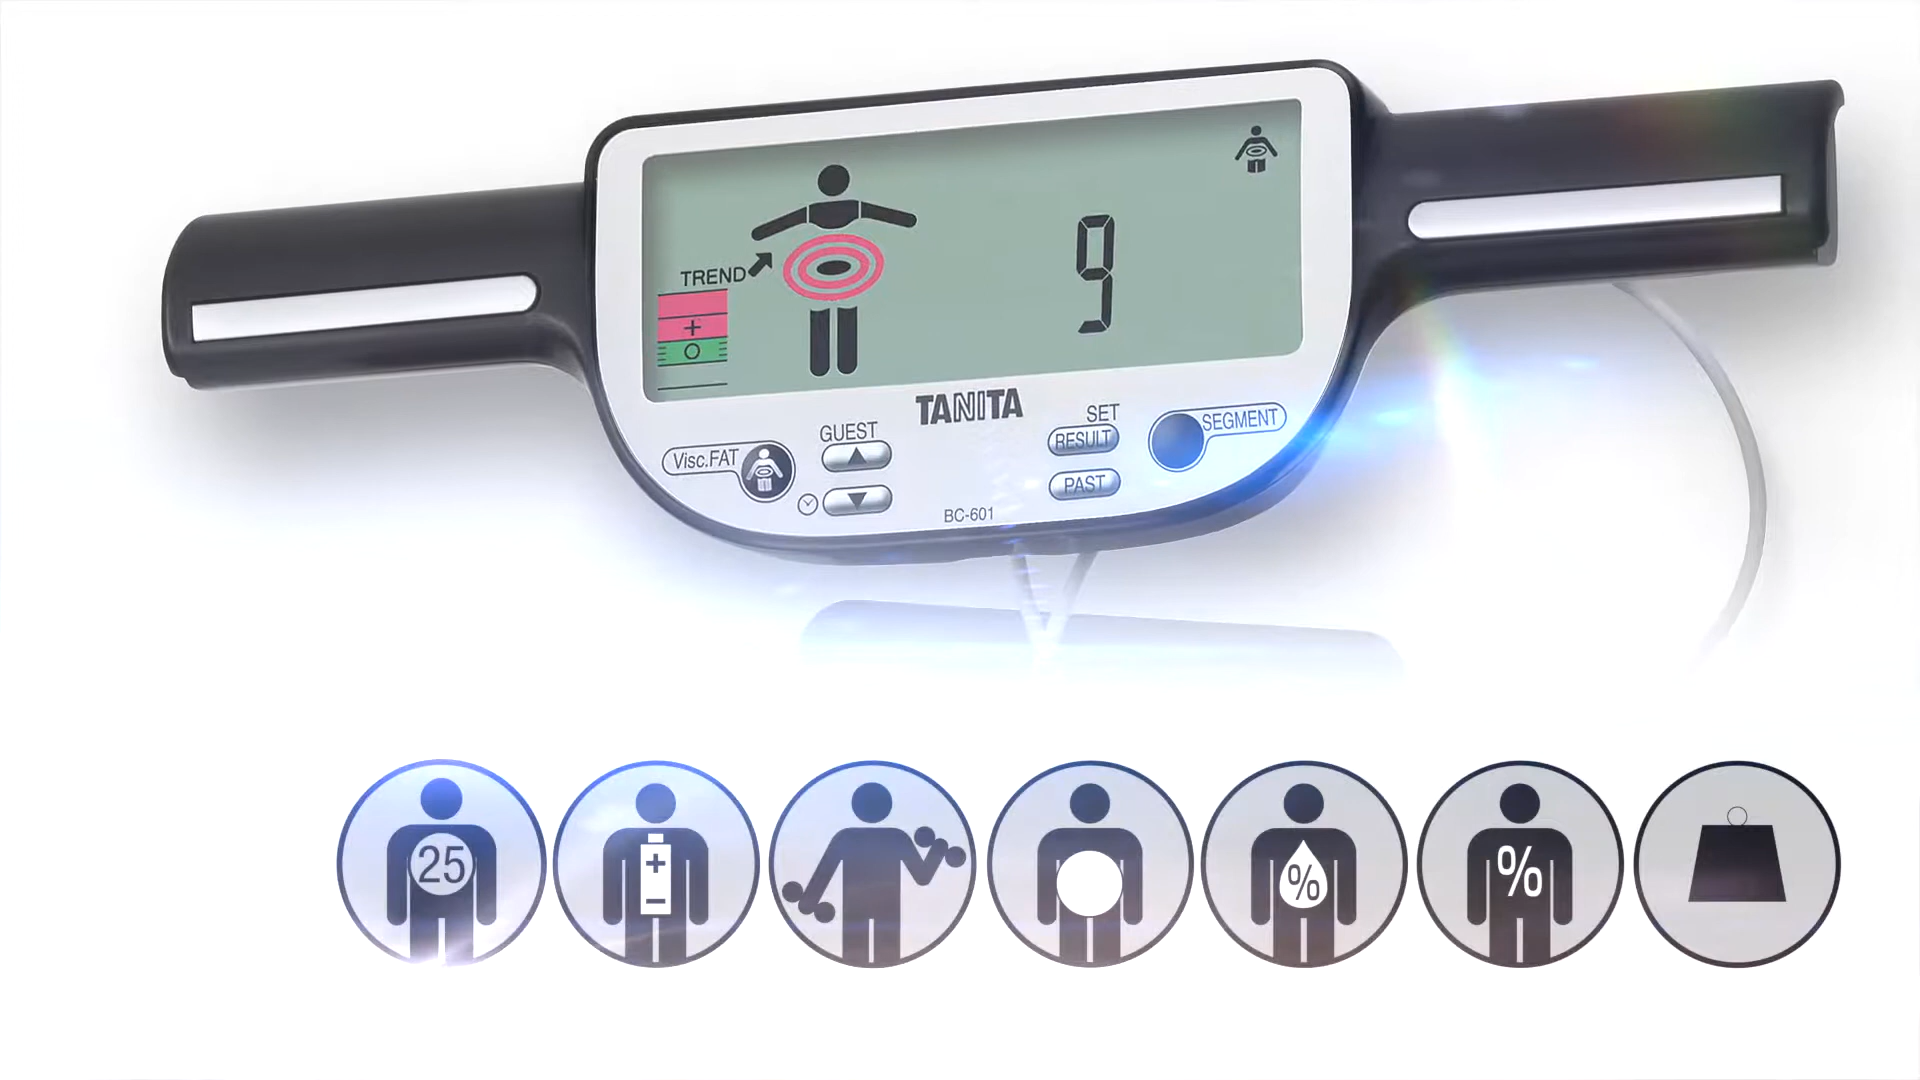 9
TREND
+
O
TANITA
Visc.FAT
GUEST
SET
RESULT
PAST
SEGMENT
BC-601
25
+
-
%
%